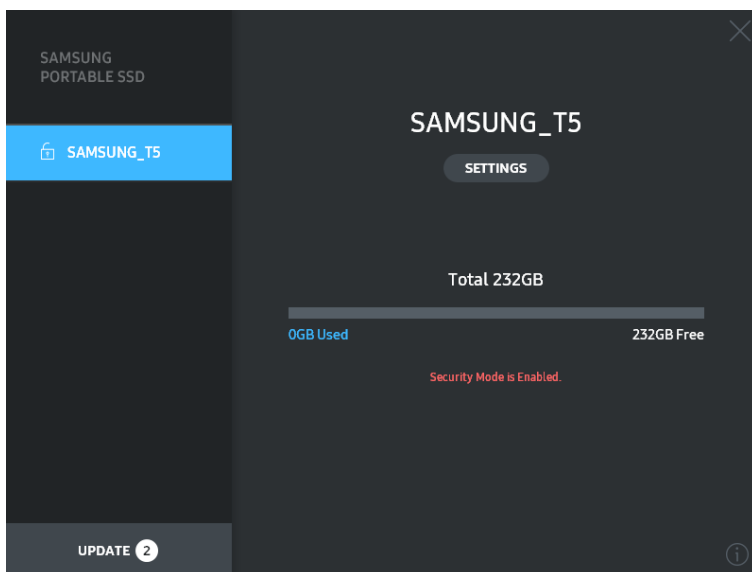 SAMSUNG
PORTABLE SSD
SAMSUNG_T5
SAMSUNG_T5
SETTINGS
Total 232GB
0GB Used
232GB Free
Security Mode is Enabled.
UPDATE 2